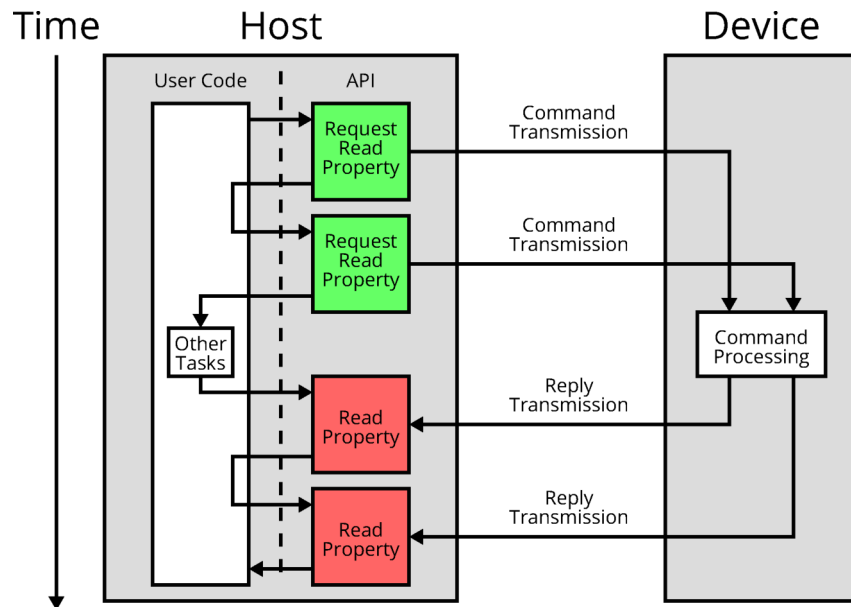 Time
Host
Device
User Code
API
Command
Transmission
Request
Read
Property
Command
Transmission
Request
Read
Property
Other
Tasks
Command
Processing
Reply
Transmission
Read
Property
Reply
Transmission
Read
Property